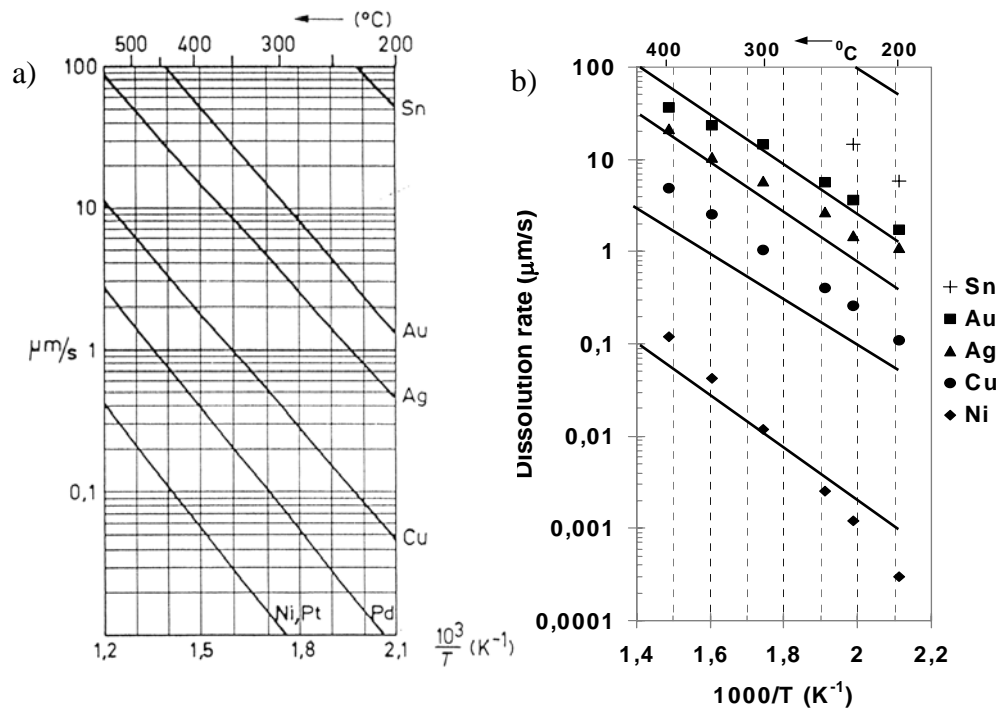 a)
← (°C)
500 400 300 200
100
10
μm/s
1
0,1
Sn
Au
Ag
Cu
Ni,Pt
Pd
1,2 1,5 1,8 2,1
10³/T (K⁻¹)
b)
← ⁰C
400 300 200
Dissolution rate (μm/s)
100
10
1
0,1
0,01
0,001
0,0001
1,4 1,6 1,8 2 2,2
1000/T (K⁻¹)
Sn
Au
Ag
Cu
Ni